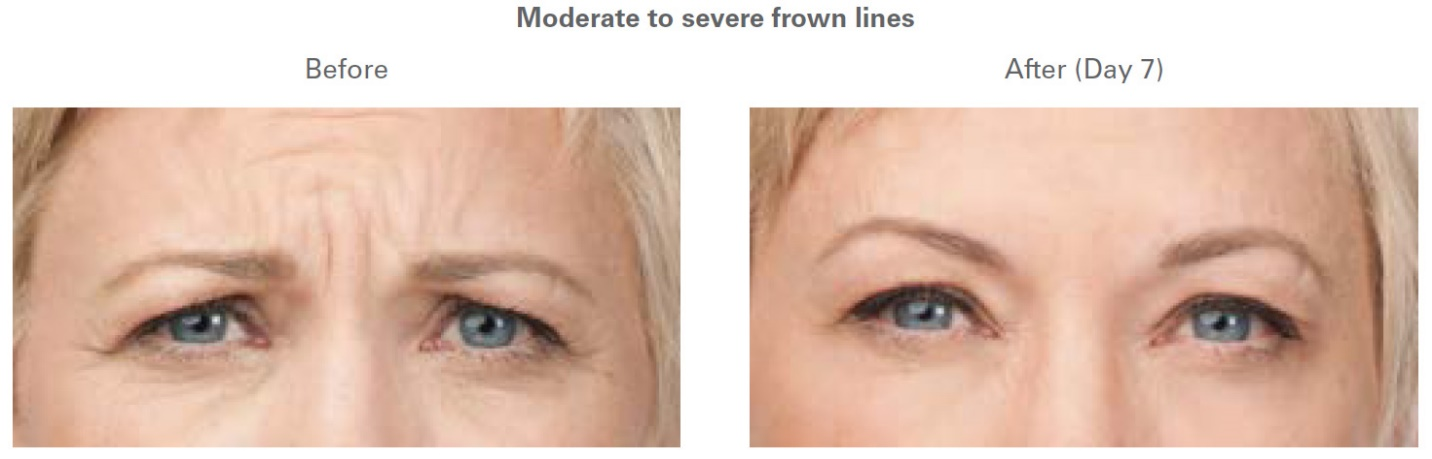 Moderate to severe frown lines
Before
After (Day 7)